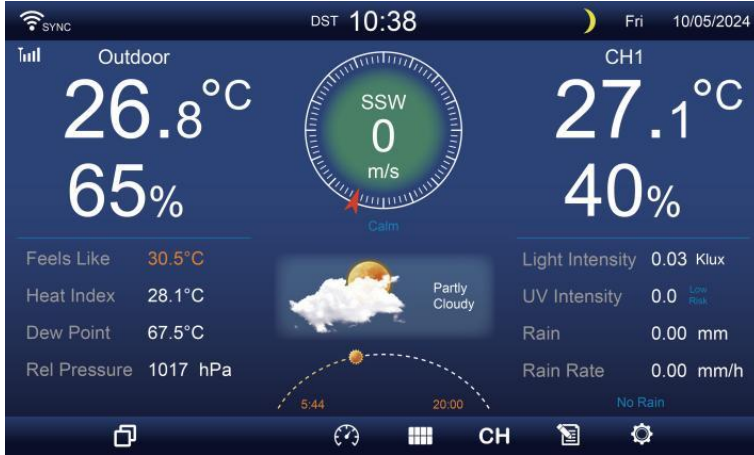 SYNC DST 10:38 Fri 10/05/2024
Outdoor
26.8°C
65%
SSW
0
m/s
Calm
CH1
27.1°C
40%
Feels Like 30.5°C
Heat Index 28.1°C
Dew Point 67.5°C
Rel Pressure 1017 hPa
Partly
Cloudy
5:44 20:00
Light Intensity 0.03 Klux
UV Intensity 0.0 Low Risk
Rain 0.00 mm
Rain Rate 0.00 mm/h
No Rain
CH